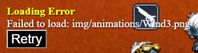 Loading Error
Failed to load: img/animations/Wind3.png
Retry